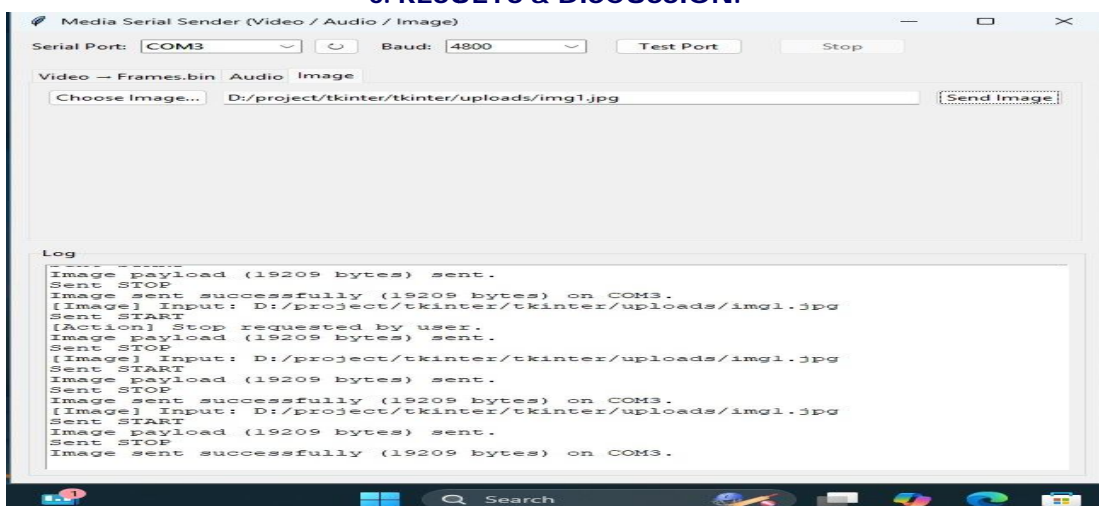 RESULTS & DISCUSSION:
Media Serial Sender (Video / Audio / Image)
Serial Port: COM3 Baud: 4800 Test Port Stop
Video → Frames.bin Audio Image
Choose Image... D:/project/tkinter/tkinter/uploads/img1.jpg Send Image
Log
Image payload (19209 bytes) sent.
Sent STOP
Image sent successfully (19209 bytes) on COM3.
[Image] Input: D:/project/tkinter/tkinter/uploads/img1.jpg
Sent START
[Action] Stop requested by user.
Image payload (19209 bytes) sent.
Sent STOP
[Image] Input: D:/project/tkinter/tkinter/uploads/img1.jpg
Sent START
Image payload (19209 bytes) sent.
Sent STOP
Image sent successfully (19209 bytes) on COM3.
[Image] Input: D:/project/tkinter/tkinter/uploads/img1.jpg
Sent START
Image payload (19209 bytes) sent.
Sent STOP
Image sent successfully (19209 bytes) on COM3.
1
Search